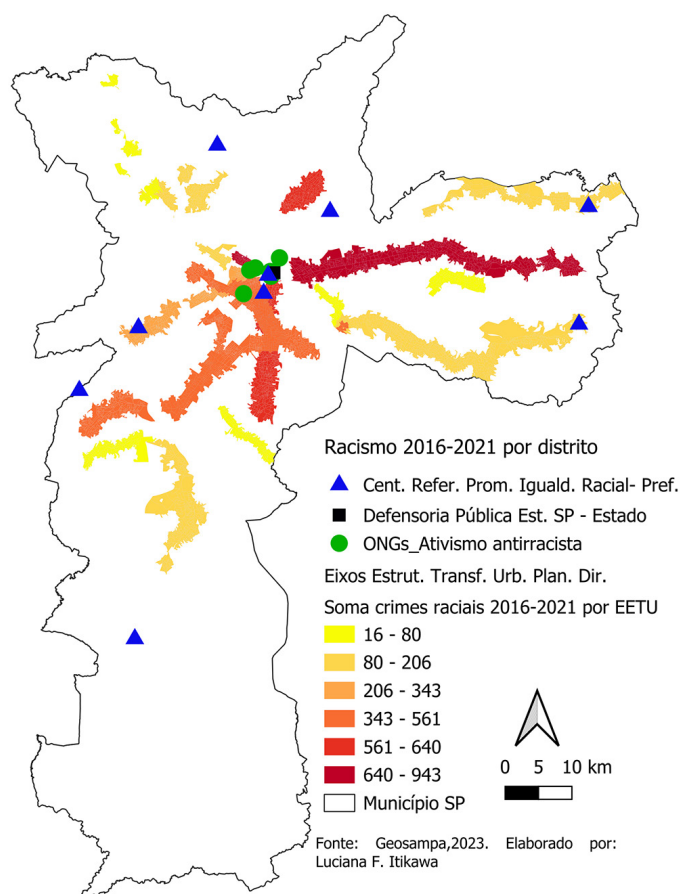 Racismo 2016-2021 por distrito
Cent. Refer. Prom. Iguald. Racial- Pref.
Defensoria Pública Est. SP - Estado
ONGs_Ativismo antirracista
Eixos Estrut. Transf. Urb. Plan. Dir.
Soma crimes raciais 2016-2021 por EETU
16 - 80
80 - 206
206 - 343
343 - 561
561 - 640
640 - 943
Município SP
0 5 10 km
Fonte: Geosampa,2023. Elaborado por:
Luciana F. Itikawa